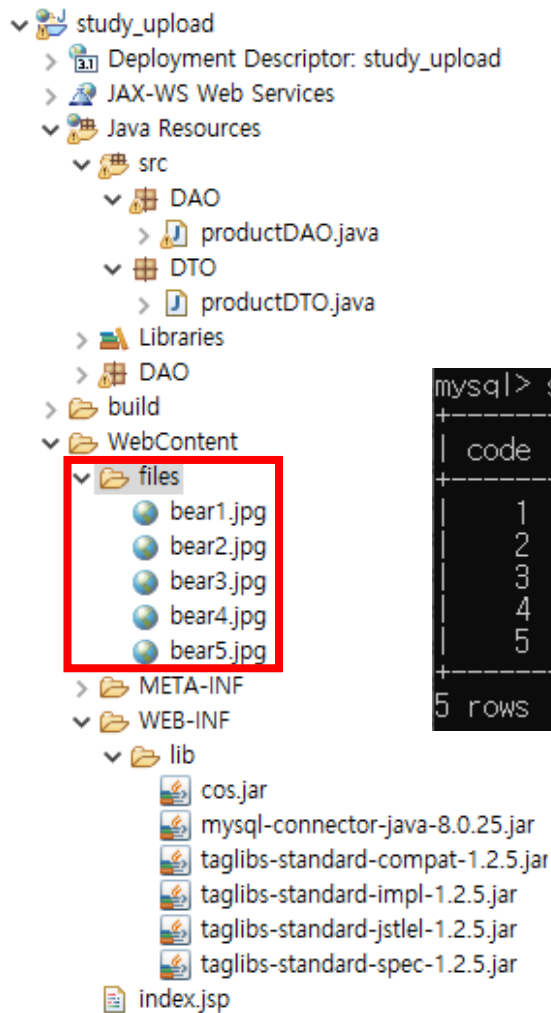 study_upload
3.1 Deployment Descriptor: study_upload
JAX-WS Web Services
Java Resources
src
DAO
productDAO.java
DTO
productDTO.java
Libraries
DAO
build
WebContent
files
bear1.jpg
bear2.jpg
bear3.jpg
bear4.jpg
bear5.jpg
META-INF
WEB-INF
lib
cos.jar
mysql-connector-java-8.0.25.jar
taglibs-standard-compat-1.2.5.jar
taglibs-standard-impl-1.2.5.jar
taglibs-standard-jstlel-1.2.5.jar
taglibs-standard-spec-1.2.5.jar
index.jsp
mysql>
code
1
2
3
4
5
5 rows